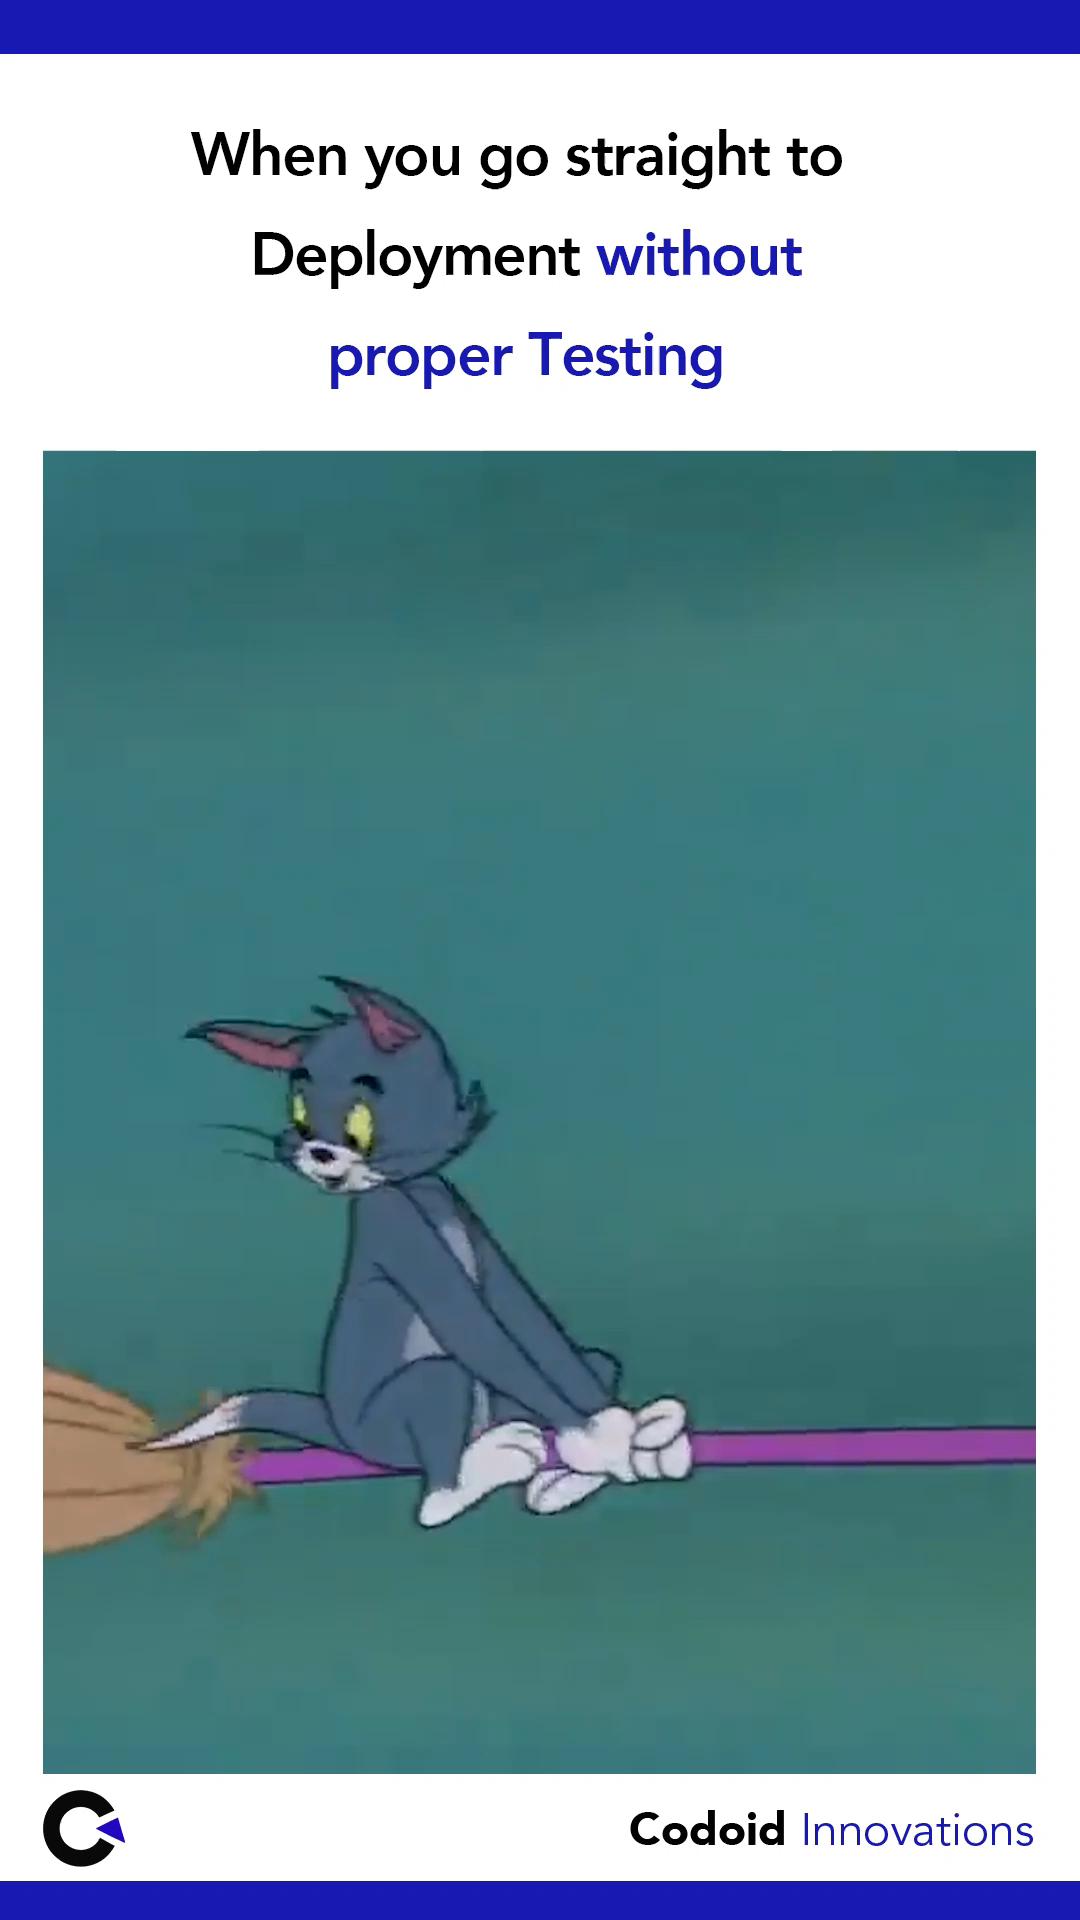 When you go straight to
Deployment without
proper Testing
Codoid Innovations